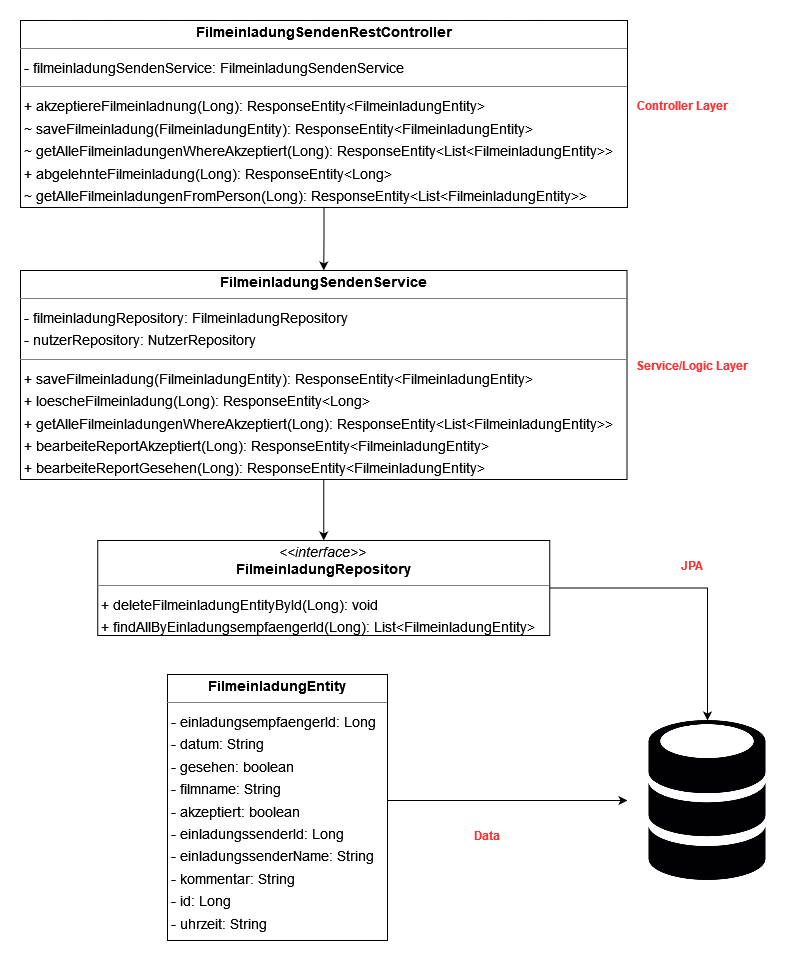 FilmeinladungSendenRestController
- filmeinladungSendenService: FilmeinladungSendenService
+ akzeptiereFilmeinladnung(Long): ResponseEntity<FilmeinladungEntity>
~ saveFilmeinladung(FilmeinladungEntity): ResponseEntity<FilmeinladungEntity>
~ getAlleFilmeinladungenWhereAkzeptiert(Long): ResponseEntity<List<FilmeinladungEntity>>
+ abgelehnteFilmeinladung(Long): ResponseEntity<Long>
~ getAlleFilmeinladungenFromPerson(Long): ResponseEntity<List<FilmeinladungEntity>>
Controller Layer
FilmeinladungSendenService
- filmeinladungRepository: FilmeinladungRepository
- nutzerRepository: NutzerRepository
+ saveFilmeinladung(FilmeinladungEntity): ResponseEntity<FilmeinladungEntity>
+ loescheFilmeinladung(Long): ResponseEntity<Long>
+ getAlleFilmeinladungenWhereAkzeptiert(Long): ResponseEntity<List<FilmeinladungEntity>>
+ bearbeiteReportAkzeptiert(Long): ResponseEntity<FilmeinladungEntity>
+ bearbeiteReportGesehen(Long): ResponseEntity<FilmeinladungEntity>
Service/Logic Layer
<<interface>>
FilmeinladungRepository
+ deleteFilmeinladungEntityById(Long): void
+ findAllByEinladungsempfaengerId(Long): List<FilmeinladungEntity>
JPA
FilmeinladungEntity
- einladungsempfaengerId: Long
- datum: String
- gesehen: boolean
- filmname: String
- akzeptiert: boolean
- einladungssenderId: Long
- einladungssenderName: String
- kommentar: String
- id: Long
- uhrzeit: String
Data